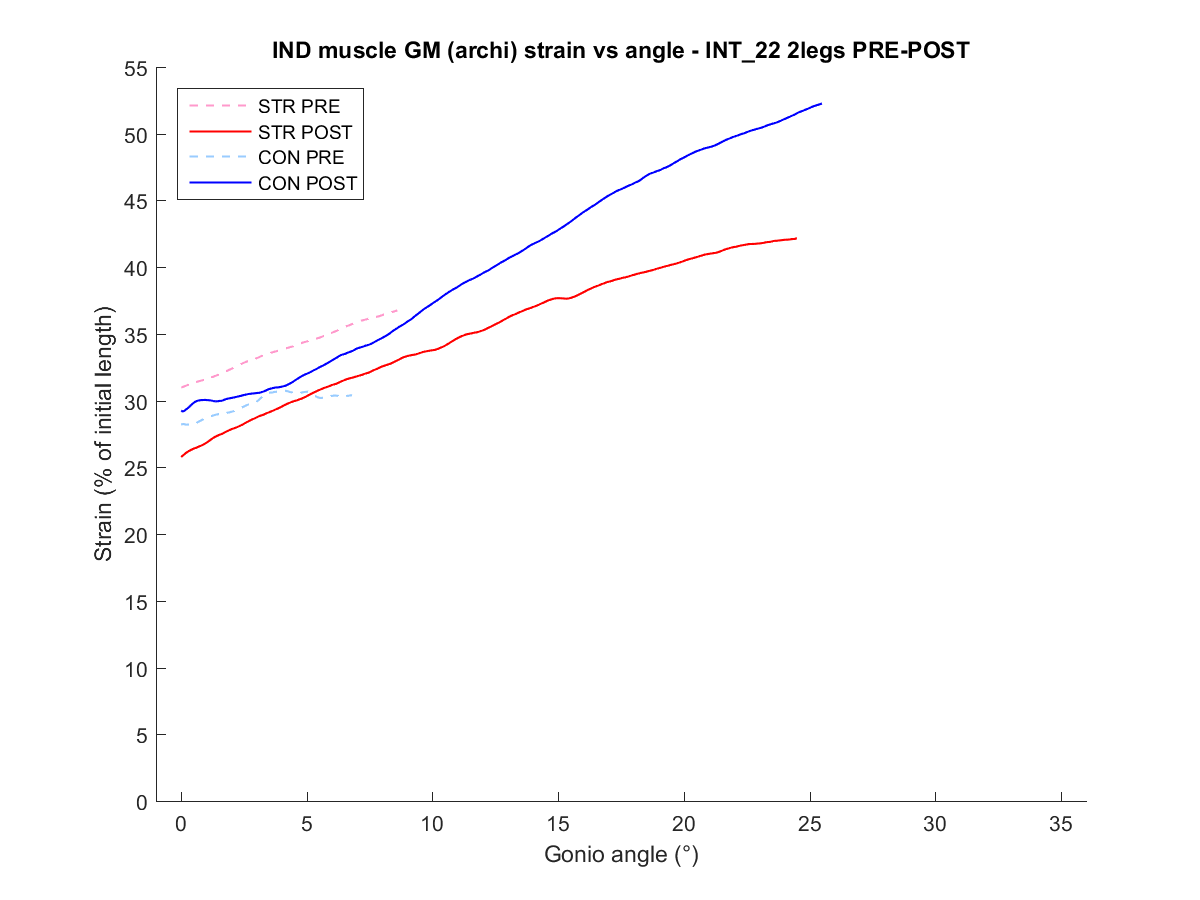 IND muscle GM (archi) strain vs angle - INT_22 2legs PRE-POST
STR PRE
STR POST
CON PRE
CON POST
Strain (% of initial length)
55
50
45
40
35
30
25
20
15
10
5
0
0 5 10 15 20 25 30 35
Gonio angle (°)